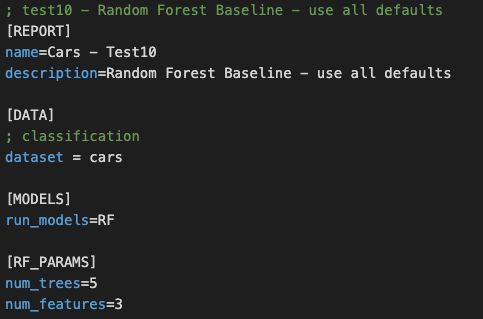 ; test10 - Random Forest Baseline - use all defaults
[REPORT]
name=Cars - Test10
description=Random Forest Baseline - use all defaults
[DATA]
; classification
dataset = cars
[MODELS]
run_models=RF
[RF_PARAMS]
num_trees=5
num_features=3